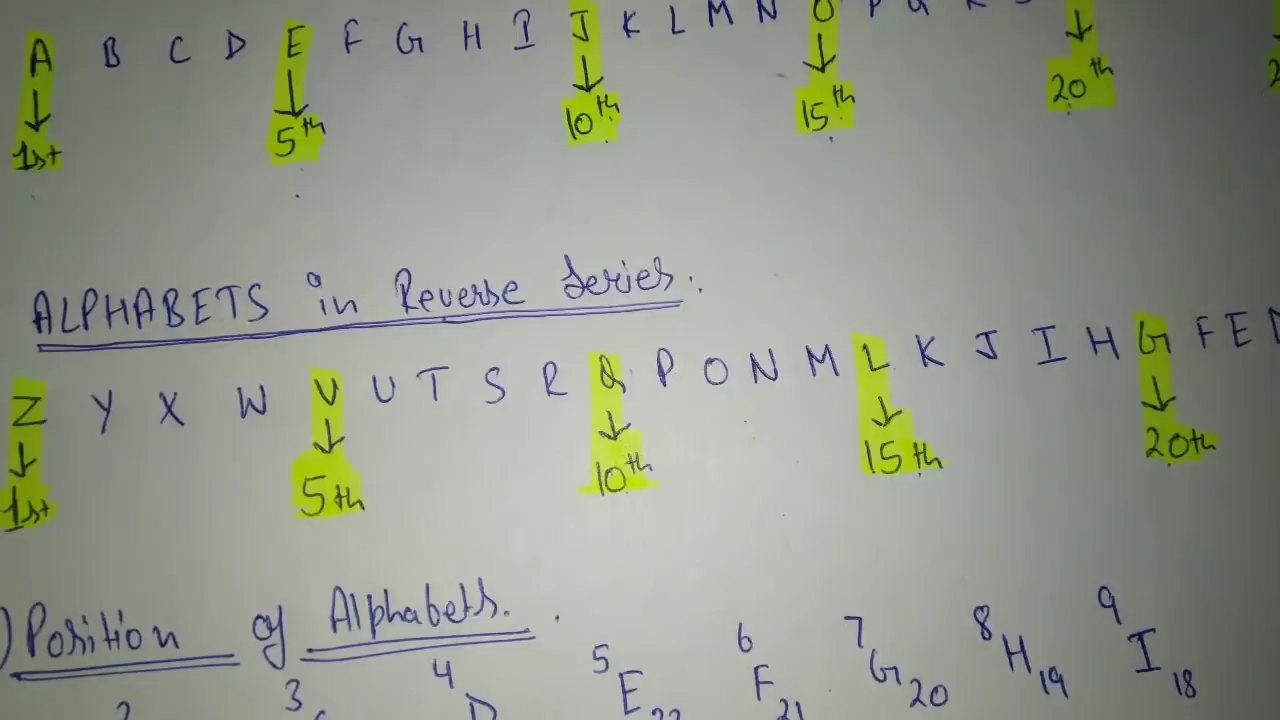 A B C D E F G H I J K L M N O P Q R
1st 5th 10th 15th 20th
ALPHABETS in Reverse Series.
Z Y X W V U T S R Q P O N M L K J I H G F E D
1st 5th 10th 15th 20th
Position of Alphabets.
3 4 5 6 7 8 9
D E F G H I
22 21 20 19 18